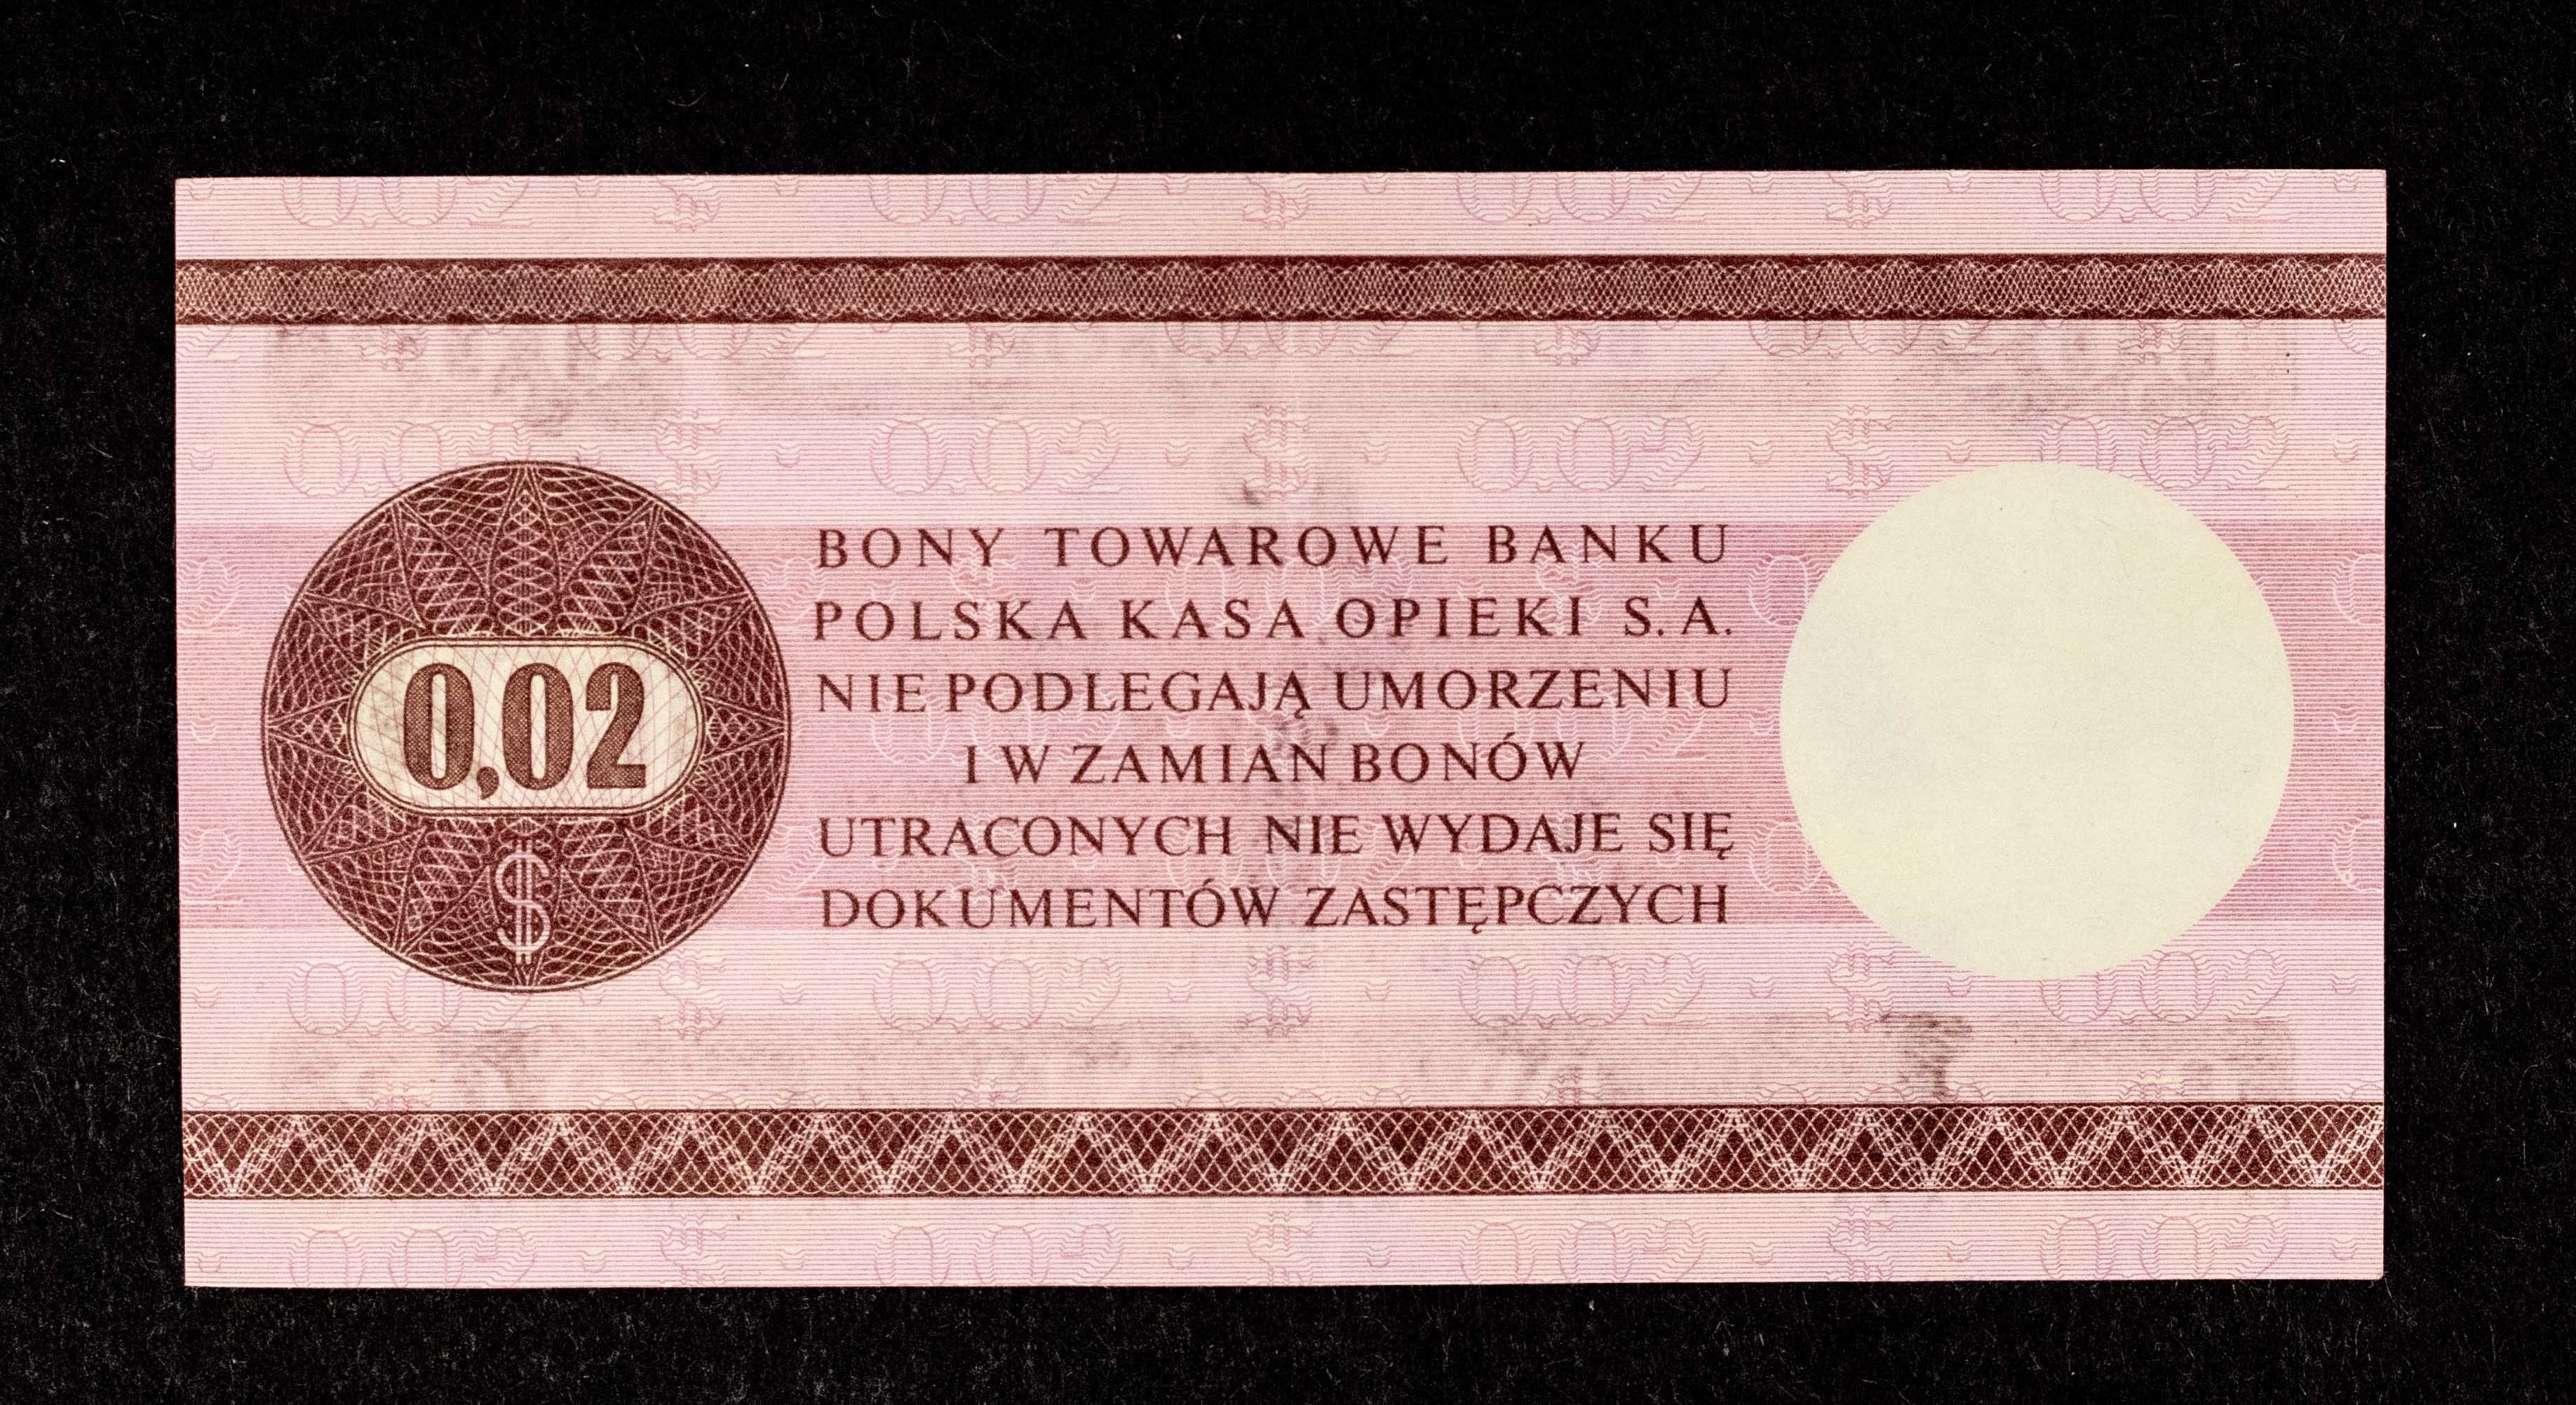 BONY TOWAROWE BANKU
POLSKA KASA OPIEKI S.A.
NIE PODLEGAJĄ UMORZENIU
I W ZAMIAN BONÓW
UTRACONYCH NIE WYDAJE SIĘ
DOKUMENTÓW ZASTĘPCZYCH
0,02
$